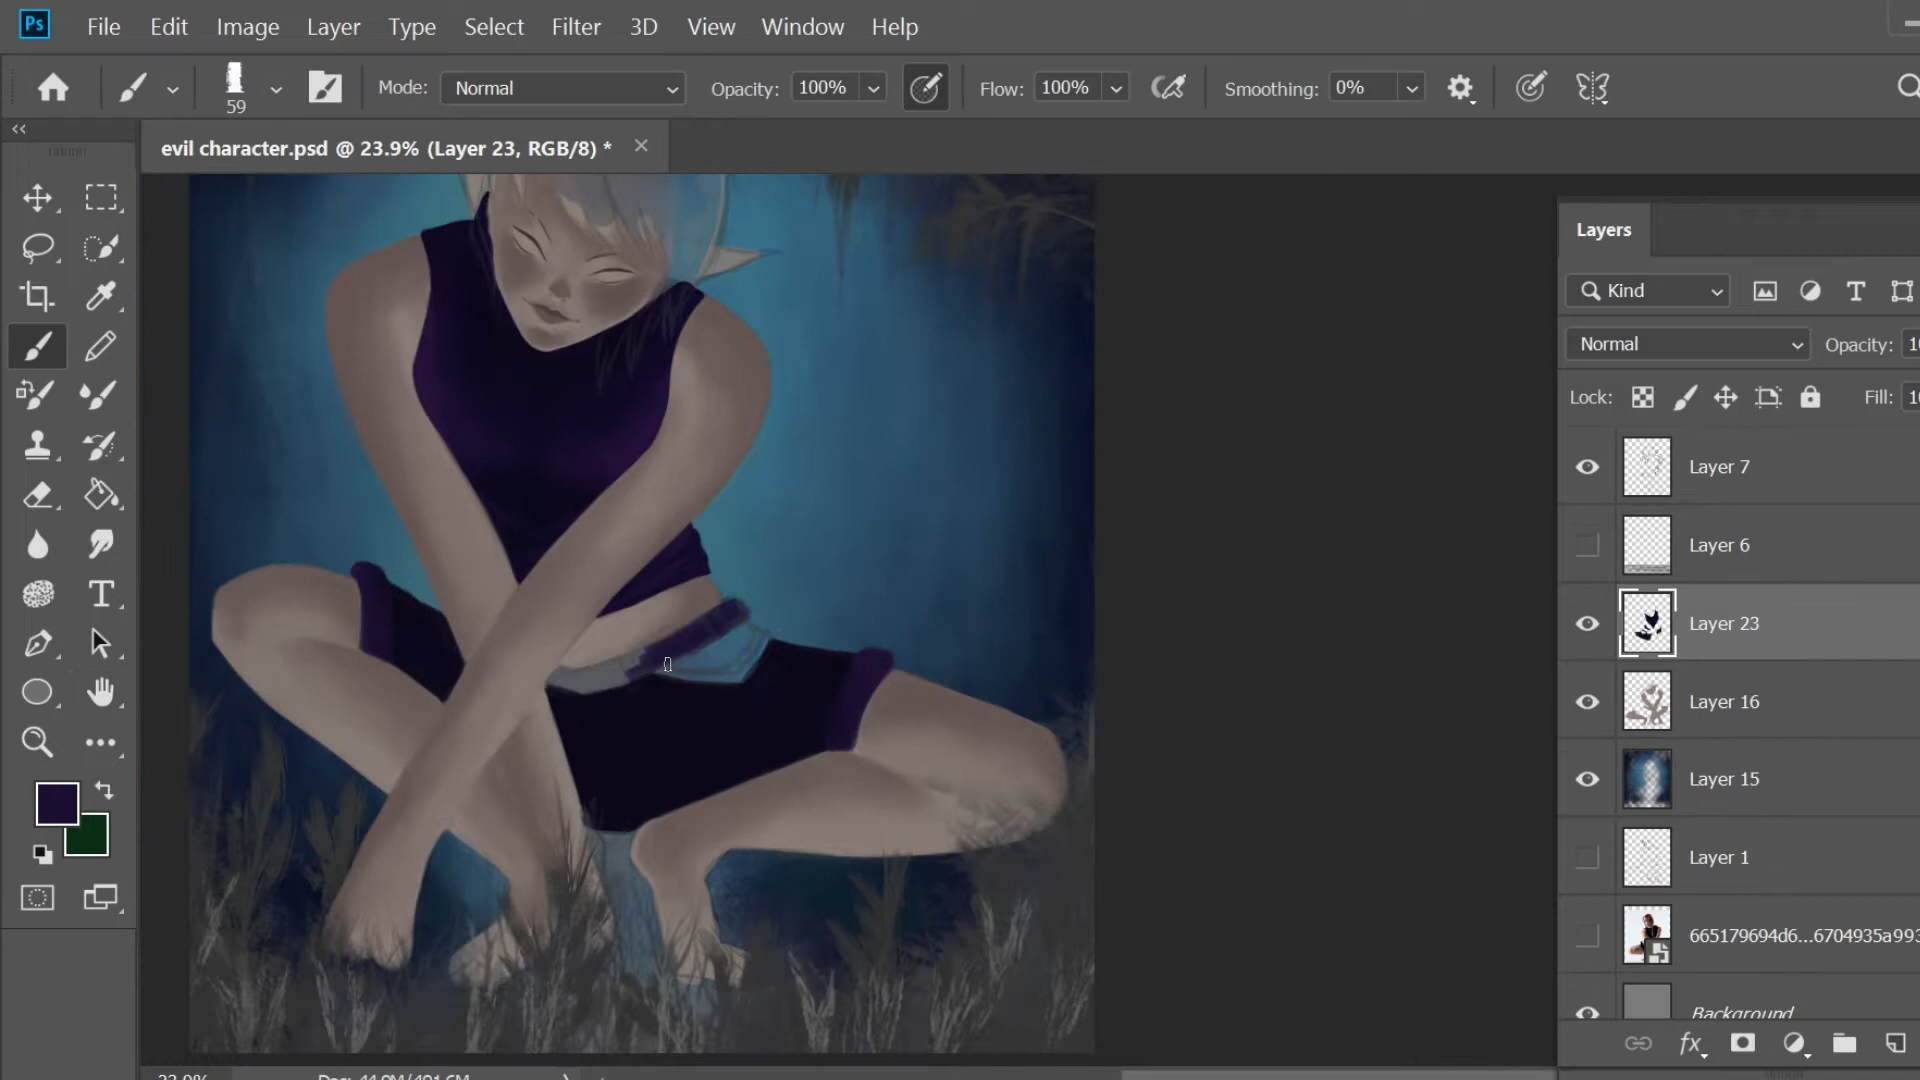 Ps File Edit Image Layer Type Select Filter 3D View Window Help
59 Mode: Normal Opacity: 100% Flow: 100% Smoothing: 0%
evil character.psd @ 23.9% (Layer 23, RGB/8) *
Layers
Kind
Normal Opacity:
Lock: Fill:
Layer 7
Layer 6
Layer 23
Layer 16
Layer 15
Layer 1
665179694d6...6704935a993
Background
fx